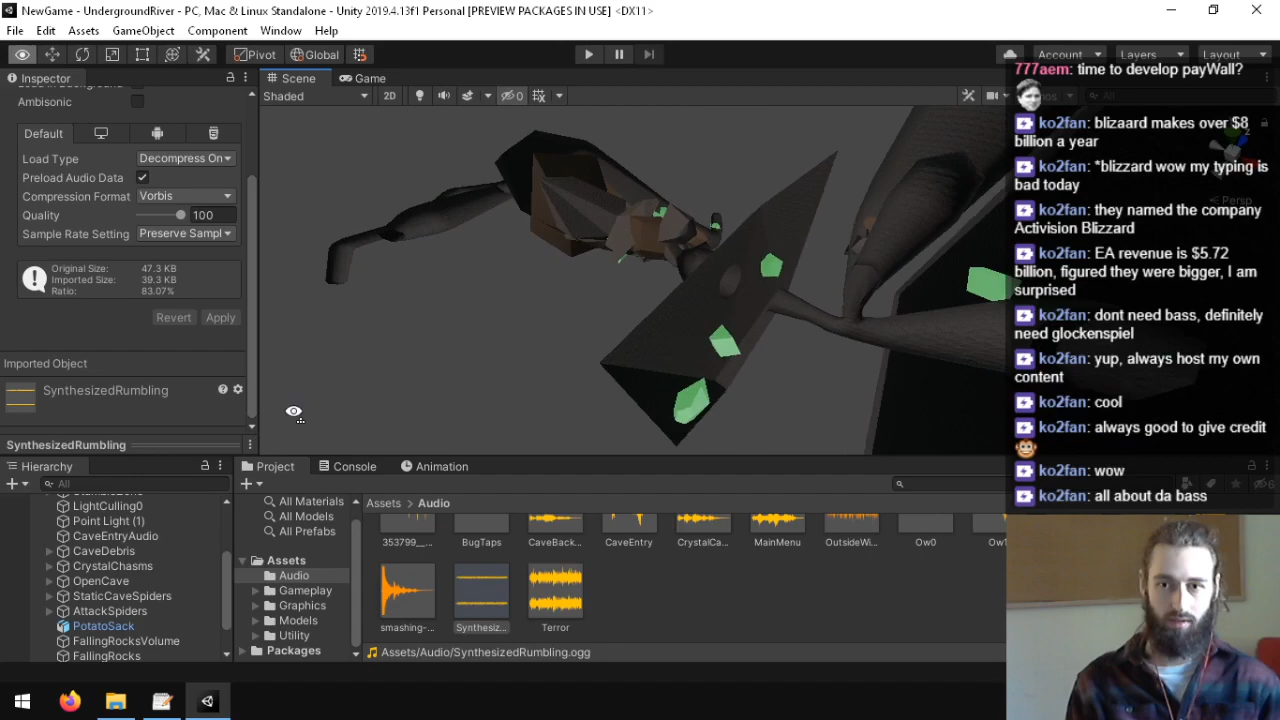 NewGame - UndergroundRiver - PC, Mac & Linux Standalone - Unity 2019.4.13f1 Personal [PREVIEW PACKAGES IN USE] <DX11>
File Edit Assets GameObject Component Window Help
Pivot Global Account Layers Layout
Inspector
Ambisonic
Default
Load Type Decompress On
Preload Audio Data
Compression Format Vorbis
Quality 100
Sample Rate Setting Preserve Sampl
Original Size: 47.3 KB
Imported Size: 39.3 KB
Ratio: 83.07%
Revert Apply
Imported Object
SynthesizedRumbling
SynthesizedRumbling
Scene Game
Shaded 2D 0
Persp
777aem: time to develop payWall?
ko2fan: blizaard makes over $8
billion a year
ko2fan: *blizzard wow my typing is
bad today
ko2fan: they named the company
Activision Blizzard
ko2fan: EA revenue is $5.72
billion, figured they were bigger, I am
surprised
ko2fan: dont need bass, definitely
need glockenspiel
ko2fan: yup, always host my own
content
ko2fan: cool
ko2fan: always good to give credit
ko2fan: wow
ko2fan: all about da bass
Hierarchy
All
LightCulling0
Point Light (1)
CaveEntryAudio
CaveDebris
CrystalChasms
OpenCave
StaticCaveSpiders
AttackSpiders
PotatoSack
FallingRocksVolume
FallingRocks
Project Console Animation
All Materials
All Models
All Prefabs
Assets
Audio
Gameplay
Graphics
Models
Utility
Packages
Assets > Audio
353799__... BugTaps CaveBack... CaveEntry CrystalCa... MainMenu OutsideWi... Ow0 Ow1
smashing-... Synthesiz... Terror
Assets/Audio/SynthesizedRumbling.ogg